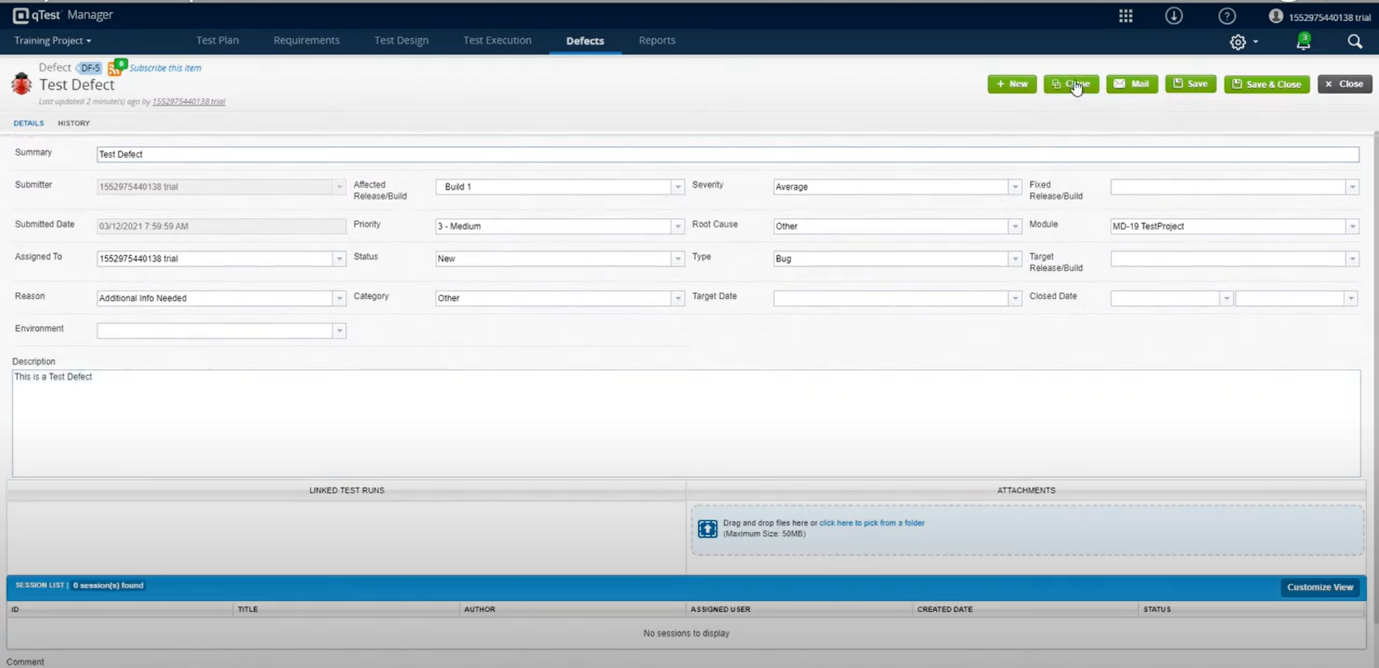 qTest Manager
1552975440138 trial
Training Project
Test Plan
Requirements
Test Design
Test Execution
Defects
Reports
3
Defect DF-5 0 Subscribe this item
Test Defect
Last updated 2 minute(s) ago by 1552975440138 trial
+ New
Mail
Save
Save & Close
x Close
DETAILS HISTORY
Summary Test Defect
Submitter 1552975440138 trial
Affected Release/Build Build 1
Severity Average
Fixed Release/Build
Submitted Date 03/12/2021 7:59:59 AM
Priority 3 - Medium
Root Cause Other
Module MD-19 TestProject
Assigned To 1552975440138 trial
Status New
Type Bug
Target Release/Build
Reason Additional Info Needed
Category Other
Target Date
Closed Date
Environment
Description
This is a Test Defect
LINKED TEST RUNS
ATTACHMENTS
Drag and drop files here or click here to pick from a folder
(Maximum Size: 50MB)
SESSION LIST | 0 session(s) found
Customize View
ID TITLE AUTHOR ASSIGNED USER CREATED DATE STATUS
No sessions to display
Comment